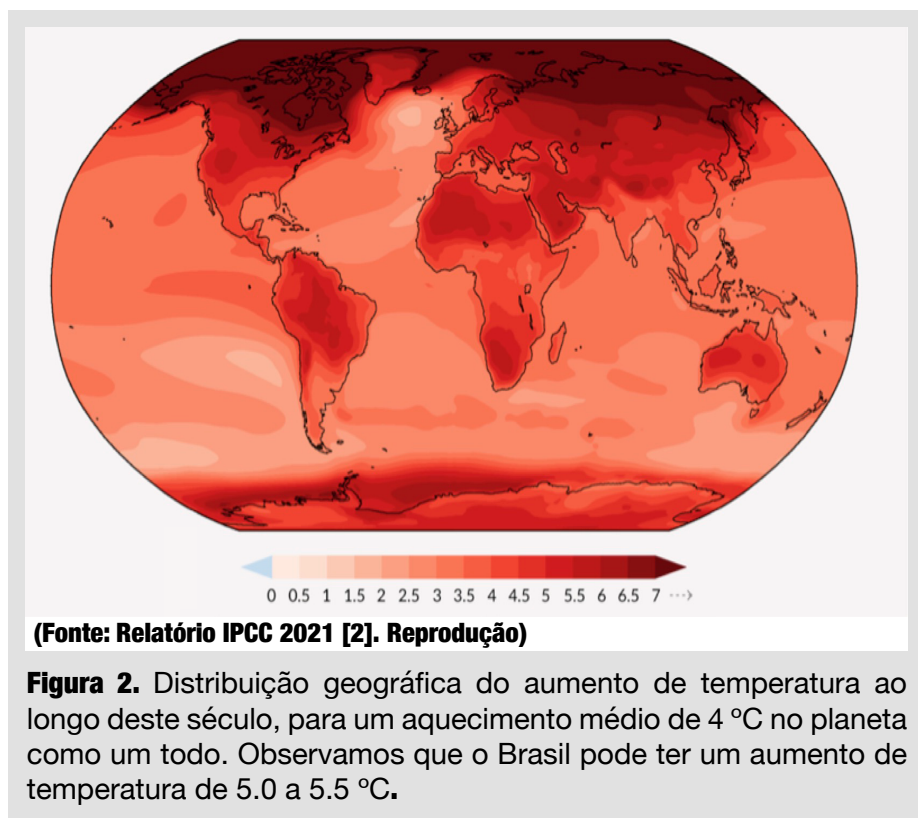 0 0.5 1 1.5 2 2.5 3 3.5 4 4.5 5 5.5 6 6.5 7 ···›
(Fonte: Relatório IPCC 2021 [2]. Reprodução)
Figura 2. Distribuição geográfica do aumento de temperatura ao
longo deste século, para um aquecimento médio de 4 ºC no planeta
como um todo. Observamos que o Brasil pode ter um aumento de
temperatura de 5.0 a 5.5 ºC.